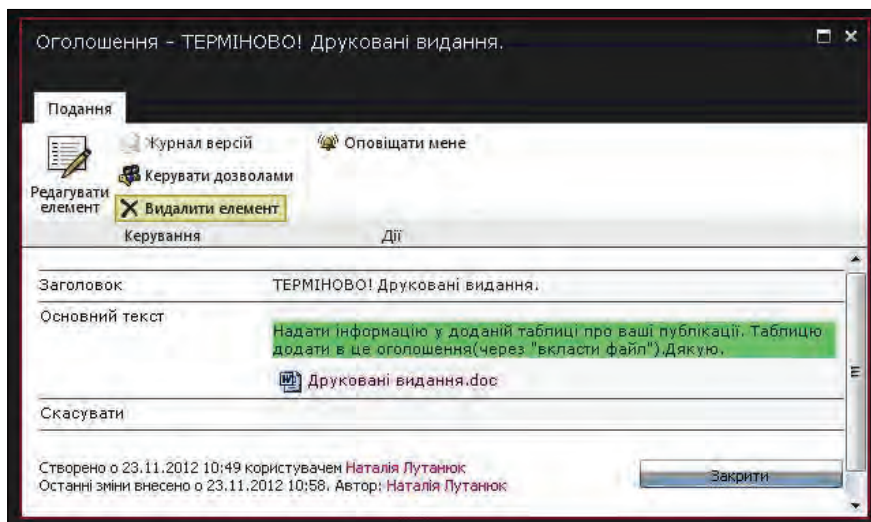 Оголошення - ТЕРМІНОВО! Друковані видання.
Подання
Журнал версій
Оповіщати мене
Керувати дозволами
Редагувати
елемент
Видалити елемент
Керування
Дії
Заголовок
ТЕРМІНОВО! Друковані видання.
Основний текст
Надати інформацію у доданій таблиці про ваші публікації. Таблицю
додати в це оголошення(через "вкласти файл").Дякую.
Друковані видання.doc
Скасувати
Створено о 23.11.2012 10:49 користувачем Наталія Лутанюк
Останні зміни внесено о 23.11.2012 10:58. Автор: Наталія Лутанюк
Закрити